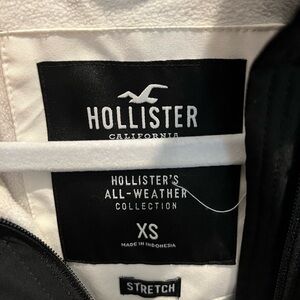 HOLLISTER
CALIFORNIA
HOLLISTER'S
ALL-WEATHER
COLLECTION
XS
MADE IN INDONESIA
STRETCH